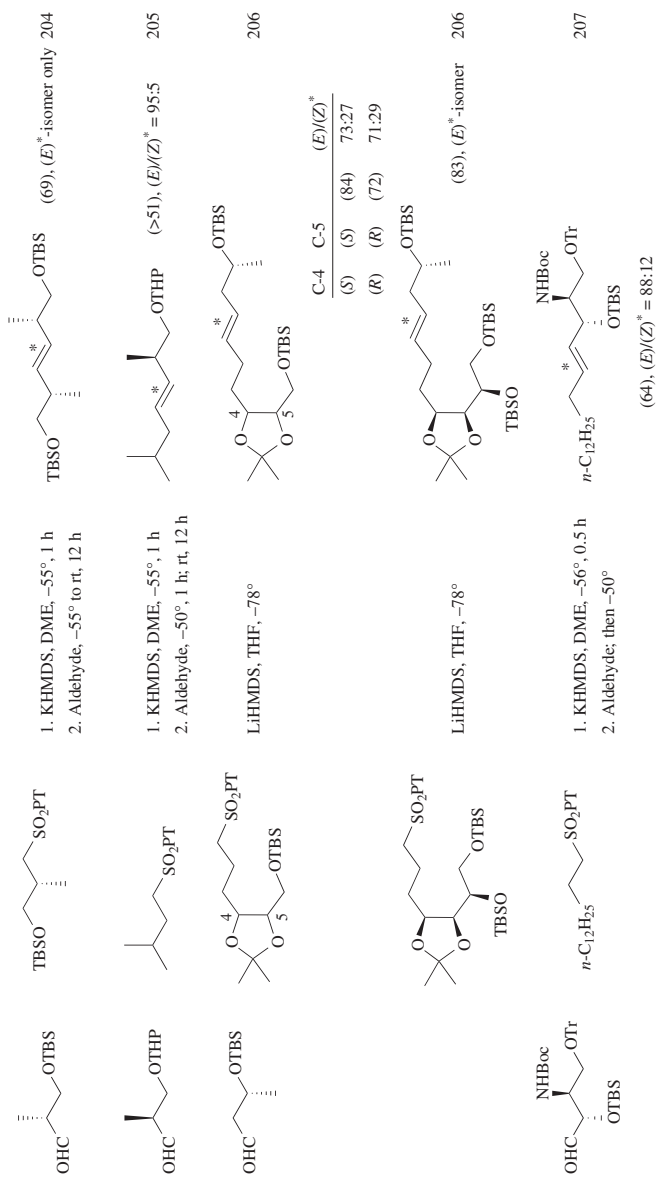 OHC OTBS
TBSO SO₂PT
1. KHMDS, DME, –55°, 1 h
2. Aldehyde, –55° to rt, 12 h
TBSO * OTBS
(69), (E)*-isomer only
204
OHC OTHP
SO₂PT
1. KHMDS, DME, –55°, 1 h
2. Aldehyde, –50°, 1 h; rt, 12 h
* OTHP
(>51), (E)/(Z)* = 95:5
205
OHC OTBS
O O 4 5 SO₂PT OTBS
LiHMDS, THF, –78°
O O 4 5 * OTBS OTBS
206
C-4 C-5 (E)/(Z)*
(S) (S) (84) 73:27
(R) (R) (72) 71:29
O O SO₂PT TBSO OTBS
LiHMDS, THF, –78°
O O * OTBS TBSO OTBS
(83), (E)*-isomer
206
OHC NHBoc OTr OTBS
n-C₁₂H₂₅ SO₂PT
1. KHMDS, DME, –56°, 0.5 h
2. Aldehyde; then –50°
n-C₁₂H₂₅ * NHBoc OTr OTBS
(64), (E)/(Z)* = 88:12
207